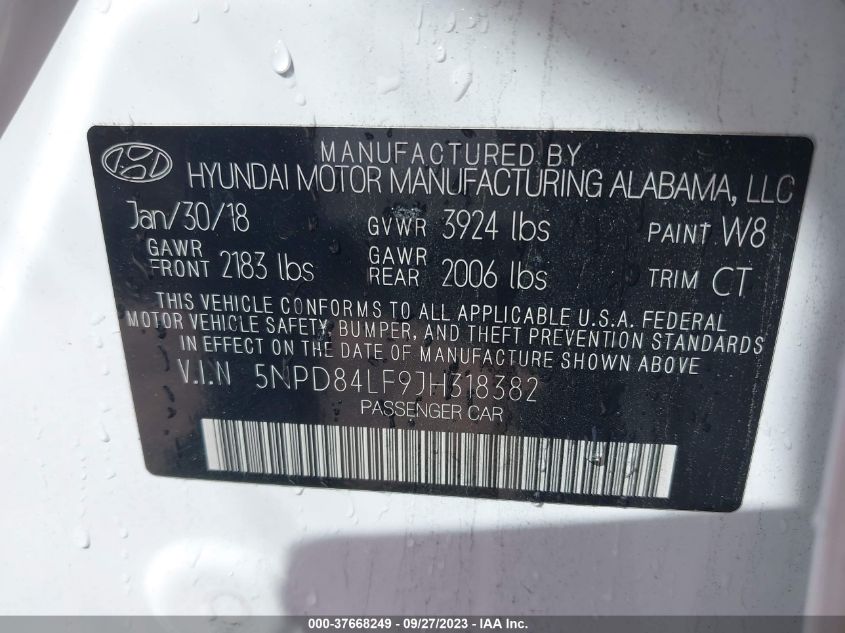 MANUFACTURED BY
HYUNDAI MOTOR MANUFACTURING ALABAMA, LLC
Jan/30/18 GVWR 3924 lbs PAINT W8
GAWR FRONT 2183 lbs GAWR REAR 2006 lbs TRIM CT
THIS VEHICLE CONFORMS TO ALL APPLICABLE U.S.A. FEDERAL
MOTOR VEHICLE SAFETY, BUMPER, AND THEFT PREVENTION STANDARDS
IN EFFECT ON THE DATE OF MANUFACTURE SHOWN ABOVE
V.I.N 5NPD84LF9JH318382
PASSENGER CAR
000-37668249 - 09/27/2023 - IAA Inc.